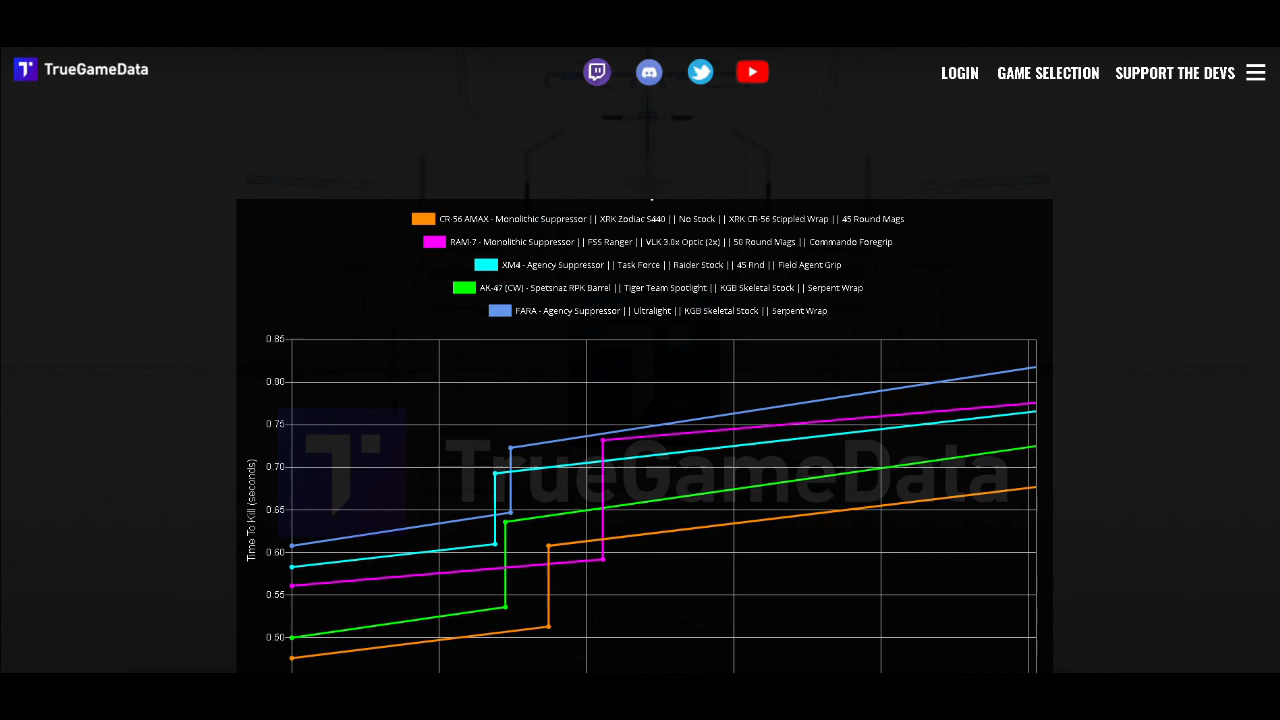 TrueGameData
LOGIN GAME SELECTION SUPPORT THE DEVS
CR-56 AMAX - Monolithic Suppressor || XRK Zodiac S440 || No Stock || XRK CR-56 Stippled Wrap || 45 Round Mags
RAM-7 - Monolithic Suppressor || FSS Ranger || VLK 3.0x Optic (2x) || 50 Round Mags || Commando Foregrip
XM4 - Agency Suppressor || Task Force || Raider Stock || 45 Rnd || Field Agent Grip
AK-47 (CW) - Spetsnaz RPK Barrel || Tiger Team Spotlight || KGB Skeletal Stock || Serpent Wrap
FARA - Agency Suppressor || Ultralight || KGB Skeletal Stock || Serpent Wrap
0.85
0.80
0.75
0.70
0.65
0.60
0.55
0.50
Time To Kill (seconds)
TrueGameData